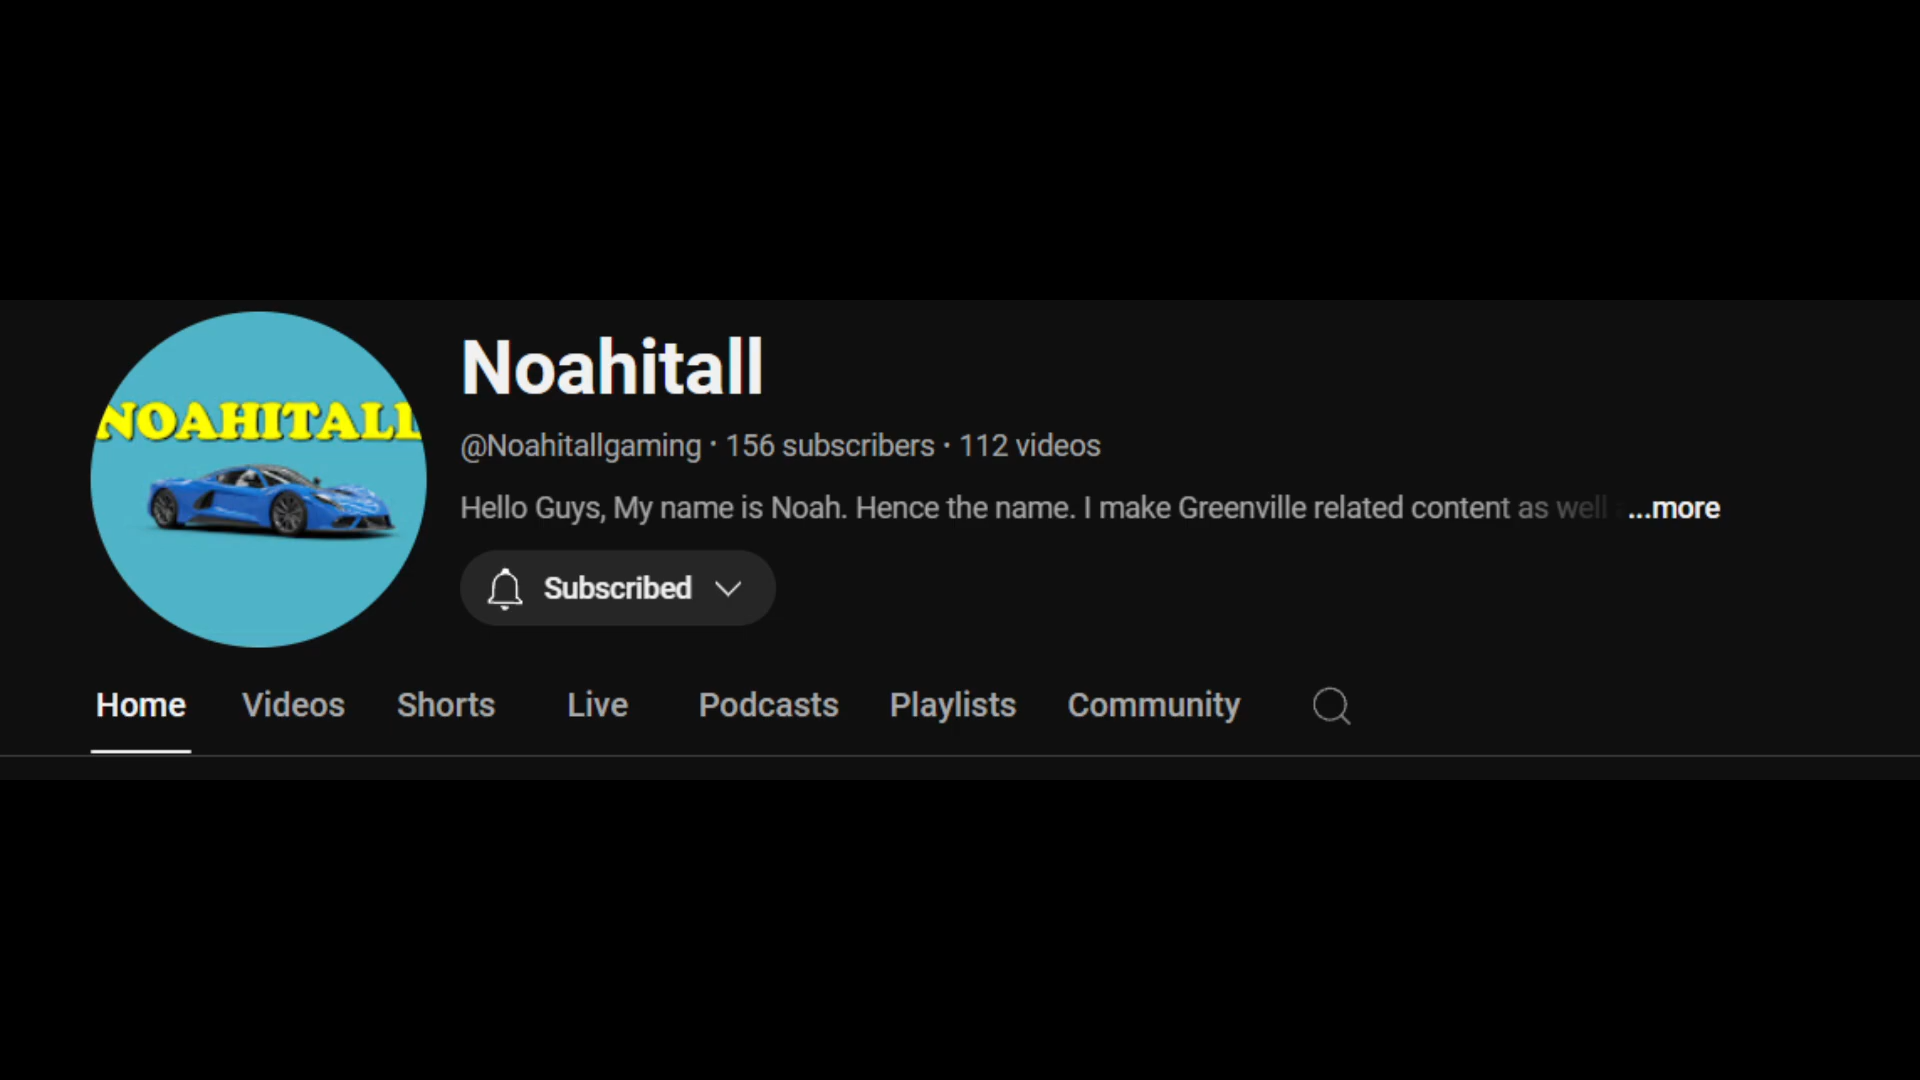 NOAHITALL
Noahitall
@Noahitallgaming · 156 subscribers · 112 videos
Hello Guys, My name is Noah. Hence the name. I make Greenville related content as well ...more
Subscribed
Home Videos Shorts Live Podcasts Playlists Community